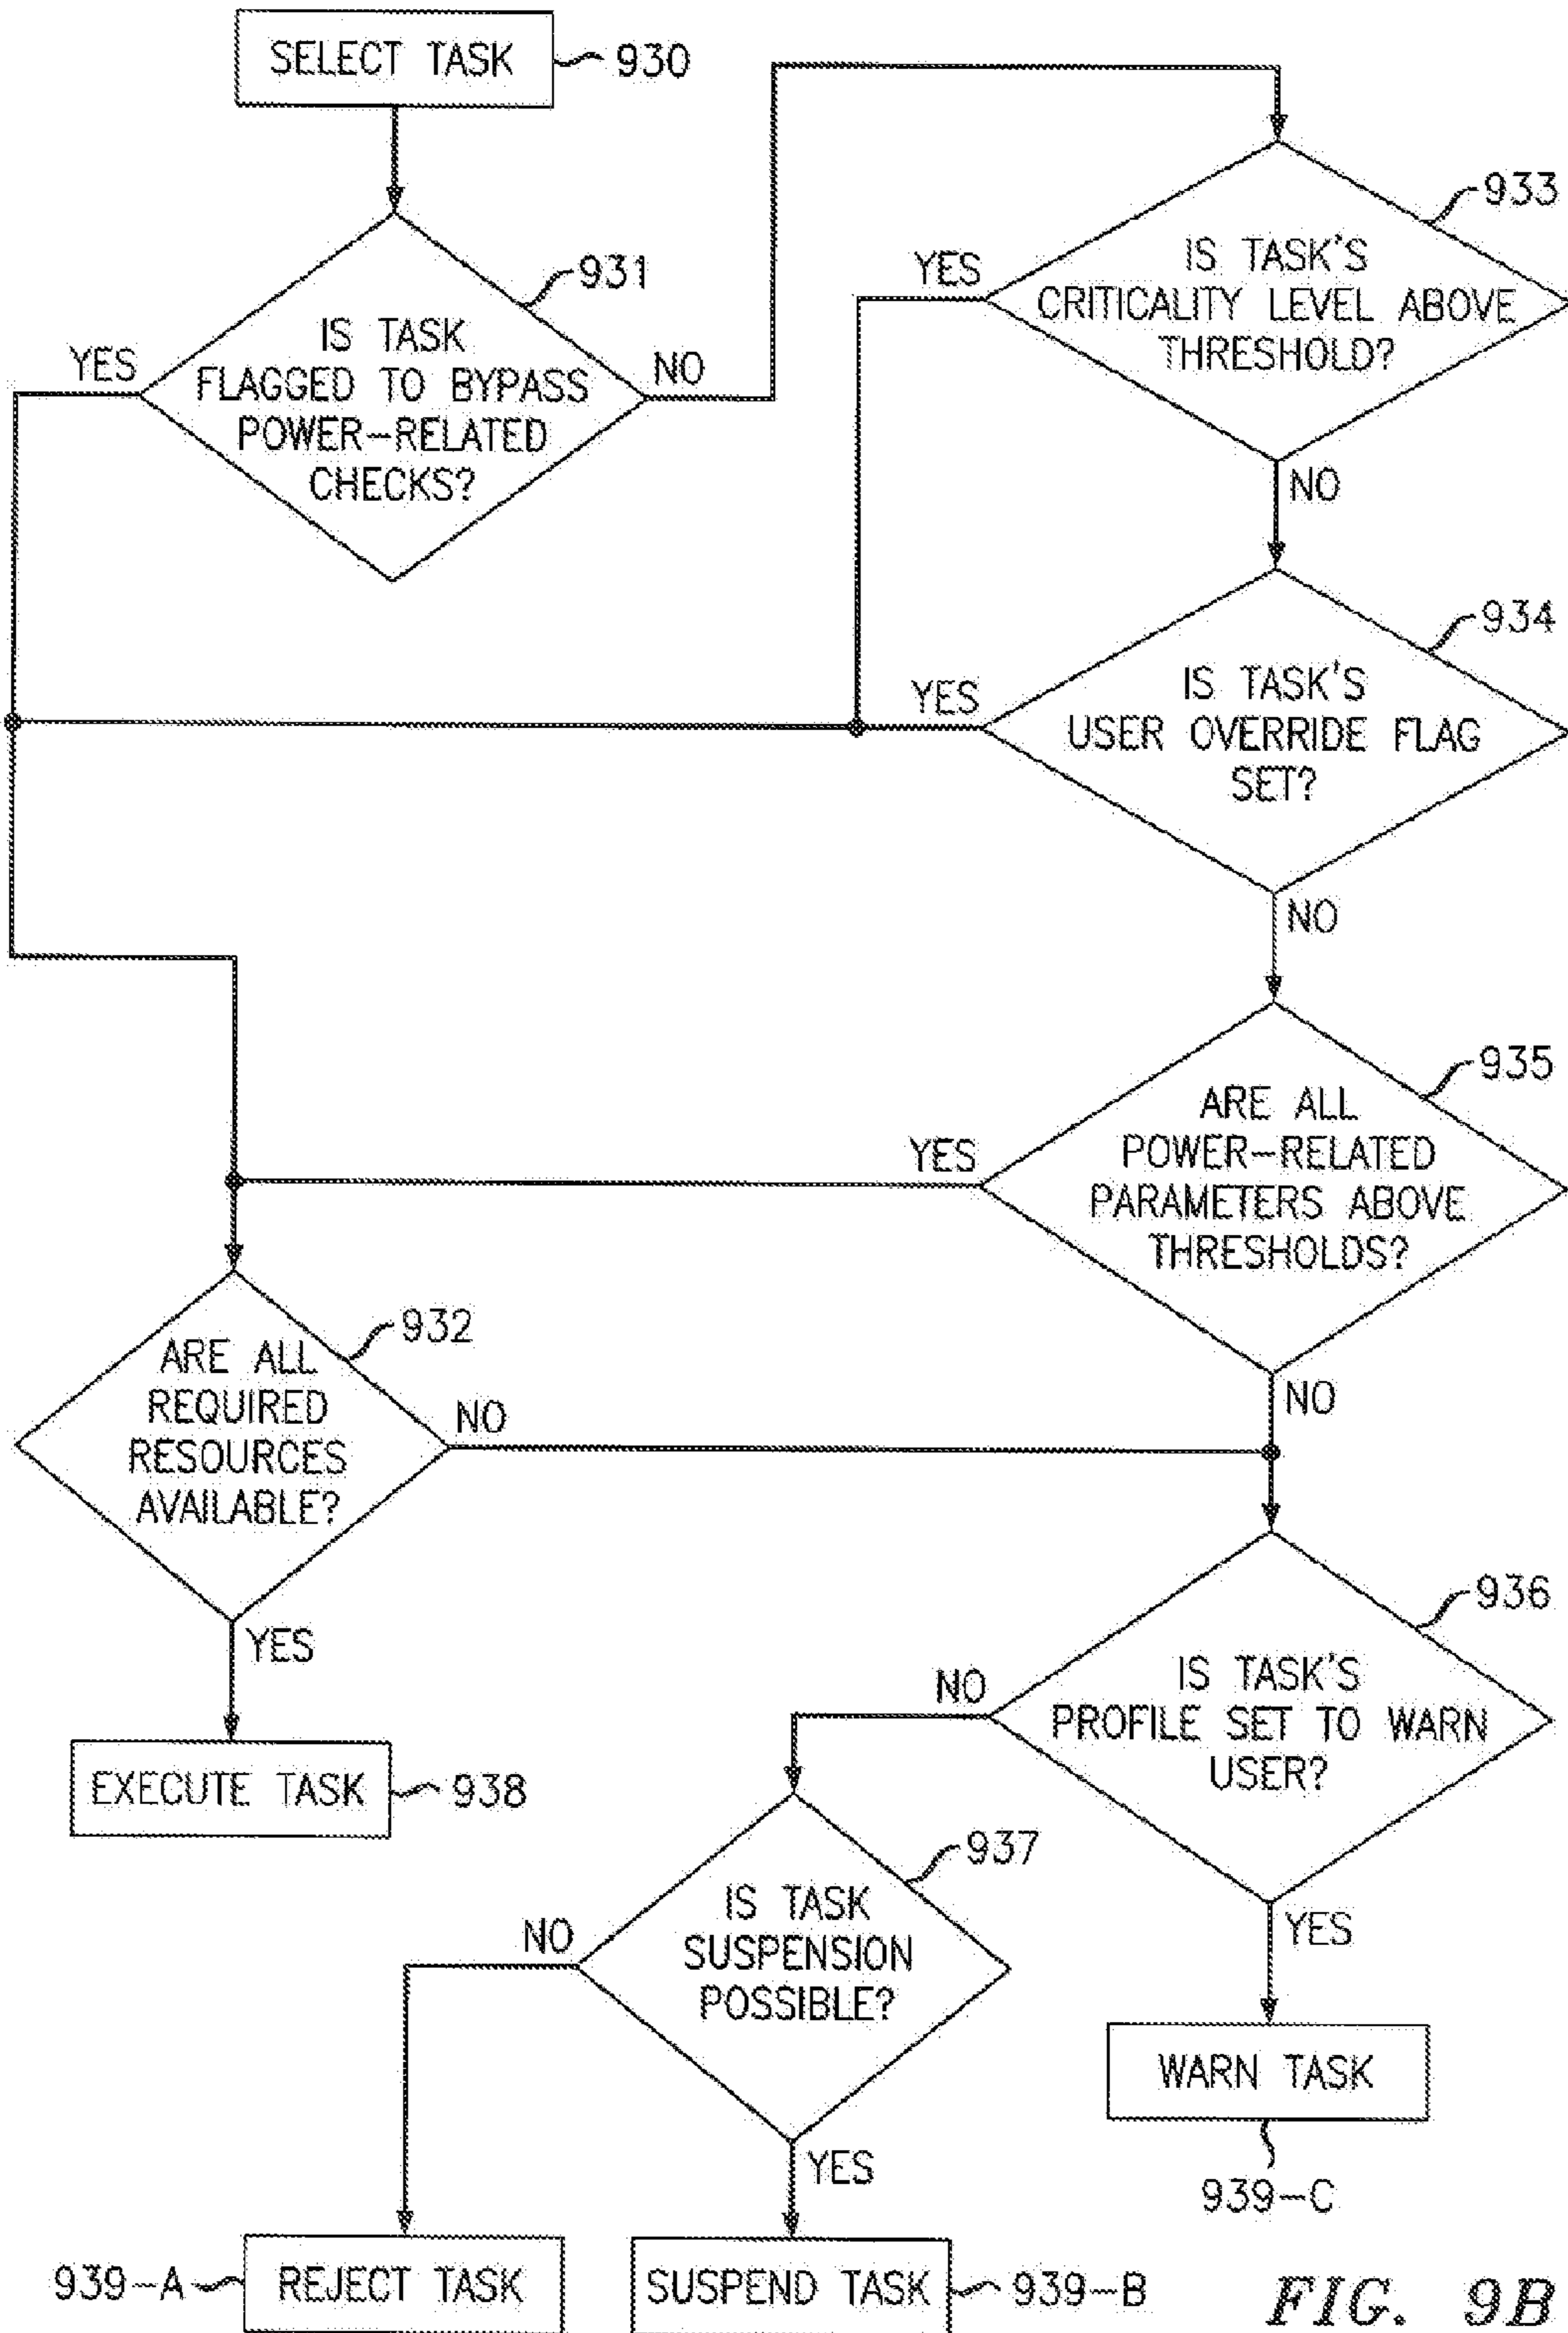 SELECT TASK
930
931
IS TASK
FLAGGED TO BYPASS
POWER-RELATED
CHECKS?
YES
NO
933
IS TASK'S
CRITICALITY LEVEL ABOVE
THRESHOLD?
YES
NO
934
IS TASK'S
USER OVERRIDE FLAG
SET?
YES
NO
935
ARE ALL
POWER-RELATED
PARAMETERS ABOVE
THRESHOLDS?
YES
NO
932
ARE ALL
REQUIRED
RESOURCES
AVAILABLE?
NO
YES
EXECUTE TASK
938
936
IS TASK'S
PROFILE SET TO WARN
USER?
NO
YES
937
IS TASK
SUSPENSION
POSSIBLE?
NO
YES
WARN TASK
939-C
939-A
REJECT TASK
SUSPEND TASK
939-B
FIG. 9B